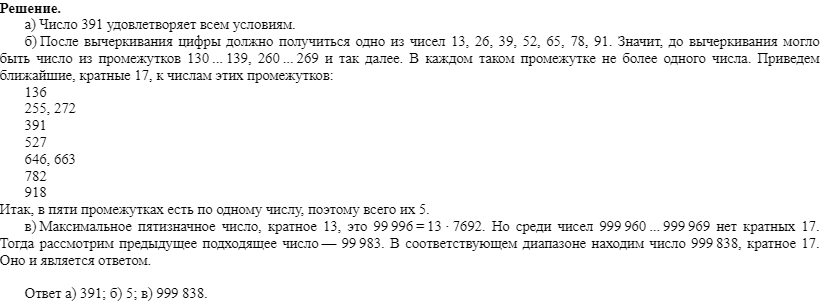 Решение.
а) Число 391 удовлетворяет всем условиям.
б) После вычеркивания цифры должно получиться одно из чисел 13, 26, 39, 52, 65, 78, 91. Значит, до вычеркивания могло
быть число из промежутков 130 ... 139, 260 ... 269 и так далее. В каждом таком промежутке не более одного числа. Приведем
ближайшие, кратные 17, к числам этих промежутков:
136
255, 272
391
527
646, 663
782
918
Итак, в пяти промежутках есть по одному числу, поэтому всего их 5.
в) Максимальное пятизначное число, кратное 13, это 99 996 = 13 · 7692. Но среди чисел 999 960 ... 999 969 нет кратных 17.
Тогда рассмотрим предыдущее подходящее число — 99 983. В соответствующем диапазоне находим число 999 838, кратное 17.
Оно и является ответом.
Ответ а) 391; б) 5; в) 999 838.